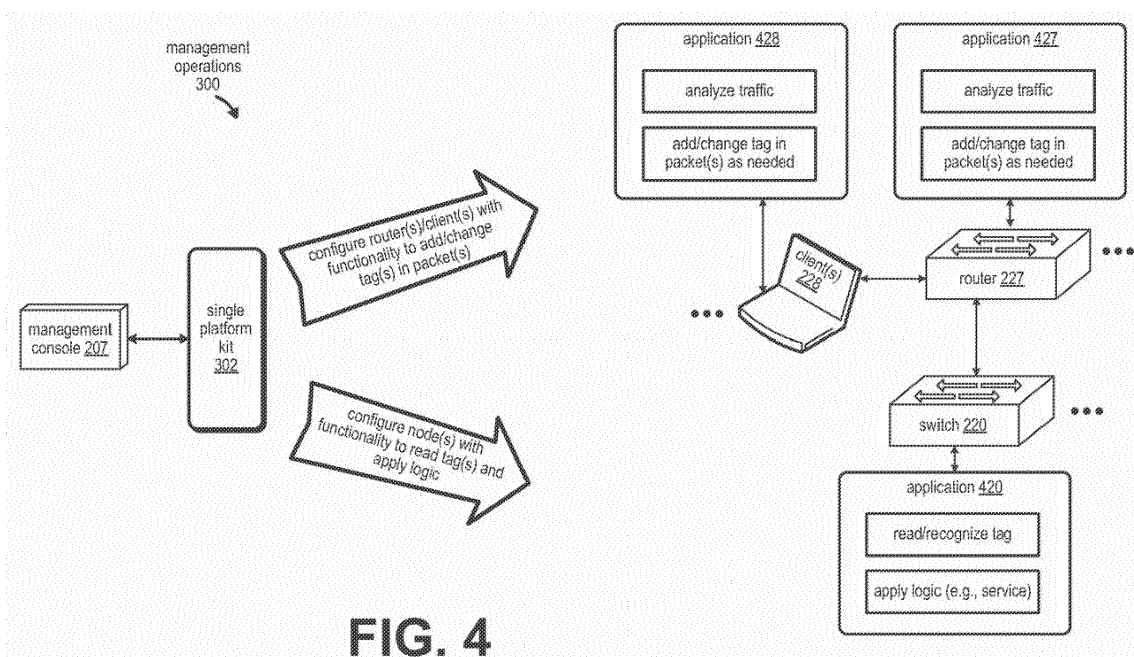 management
operations
300
application 428
analyze traffic
add/change tag in
packet(s) as needed
application 427
analyze traffic
add/change tag in
packet(s) as needed
configure router(s)/client(s) with
functionality to add/change
tag(s) in packet(s)
client(s)
228
router 227
management
console 207
single
platform
kit
302
switch 220
configure node(s) with
functionality to read tag(s) and
apply logic
application 420
read/recognize tag
apply logic (e.g., service)
FIG. 4